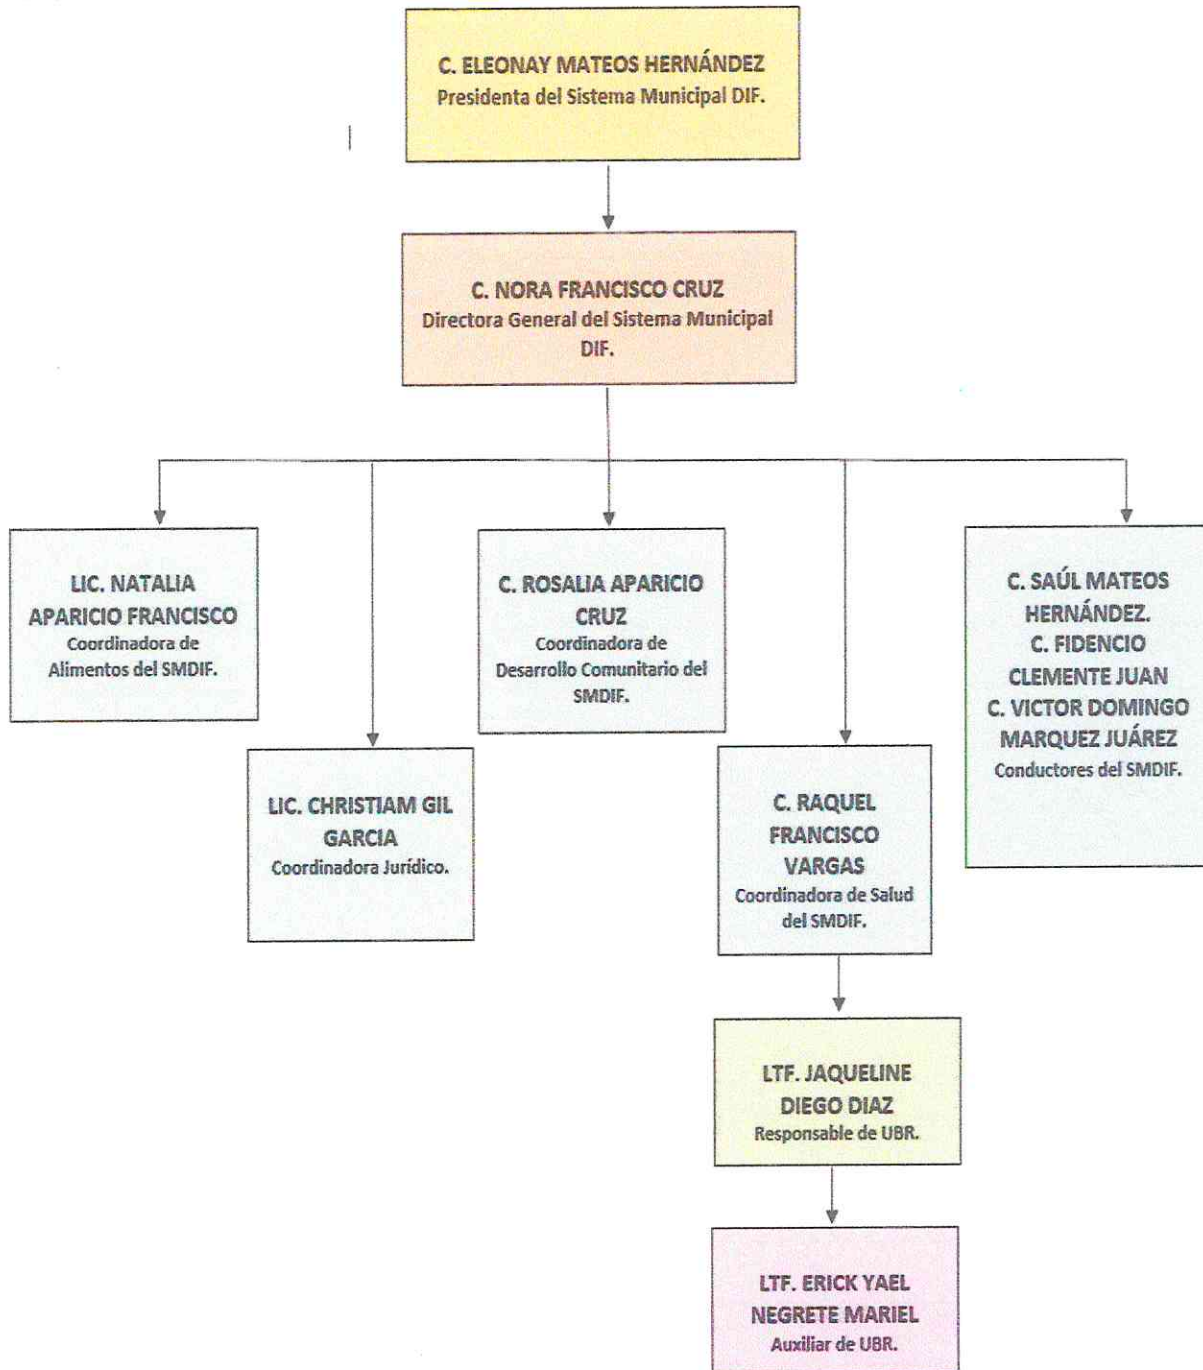 C. ELEONAY MATEOS HERNÁNDEZ
Presidenta del Sistema Municipal DIF.
C. NORA FRANCISCO CRUZ
Directora General del Sistema Municipal
DIF.
LIC. NATALIA
APARICIO FRANCISCO
Coordinadora de
Alimentos del SMDIF.
LIC. CHRISTIAM GIL
GARCIA
Coordinadora Jurídico.
C. ROSALIA APARICIO
CRUZ
Coordinadora de
Desarrollo Comunitario del
SMDIF.
C. RAQUEL
FRANCISCO
VARGAS
Coordinadora de Salud
del SMDIF.
C. SAÚL MATEOS
HERNÁNDEZ.
C. FIDENCIO
CLEMENTE JUAN
C. VICTOR DOMINGO
MARQUEZ JUÁREZ
Conductores del SMDIF.
LTF. JAQUELINE
DIEGO DIAZ
Responsable de UBR.
LTF. ERICK YAEL
NEGRETE MARIEL
Auxiliar de UBR.